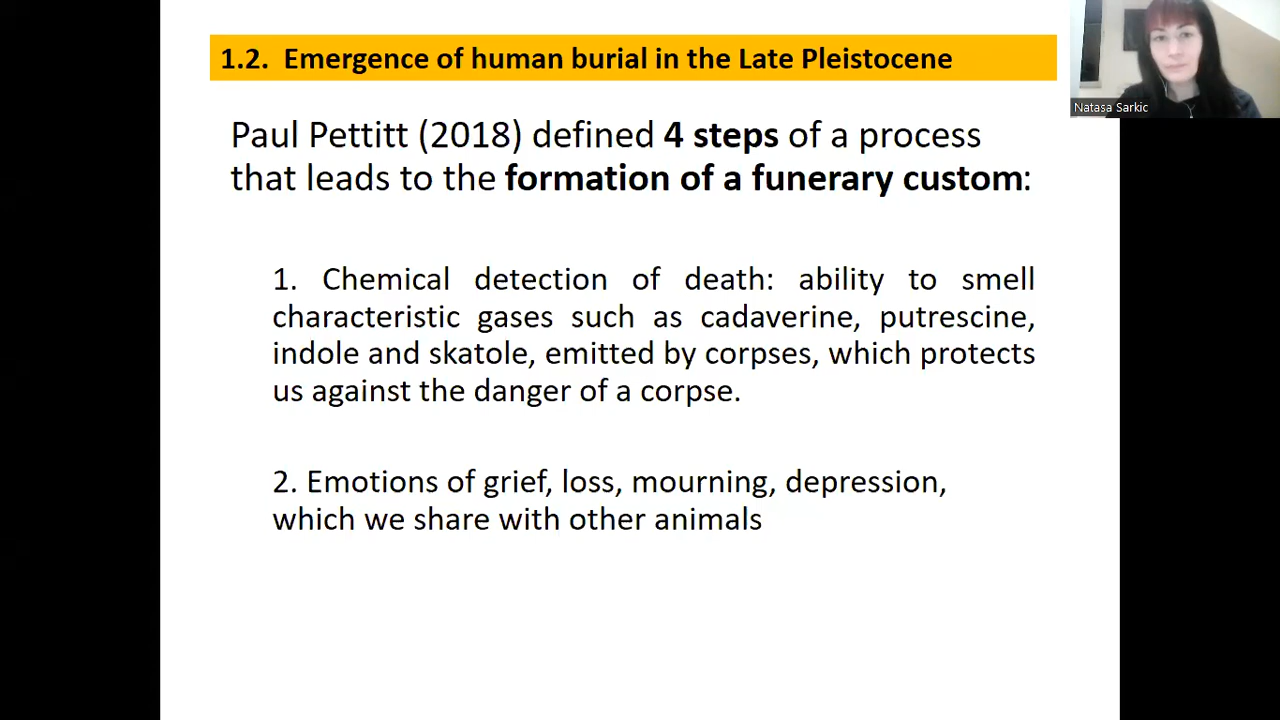 1.2. Emergence of human burial in the Late Pleistocene
Natasa Sarkic
Paul Pettitt (2018) defined 4 steps of a process
that leads to the formation of a funerary custom:
1. Chemical detection of death: ability to smell
characteristic gases such as cadaverine, putrescine,
indole and skatole, emitted by corpses, which protects
us against the danger of a corpse.
2. Emotions of grief, loss, mourning, depression,
which we share with other animals